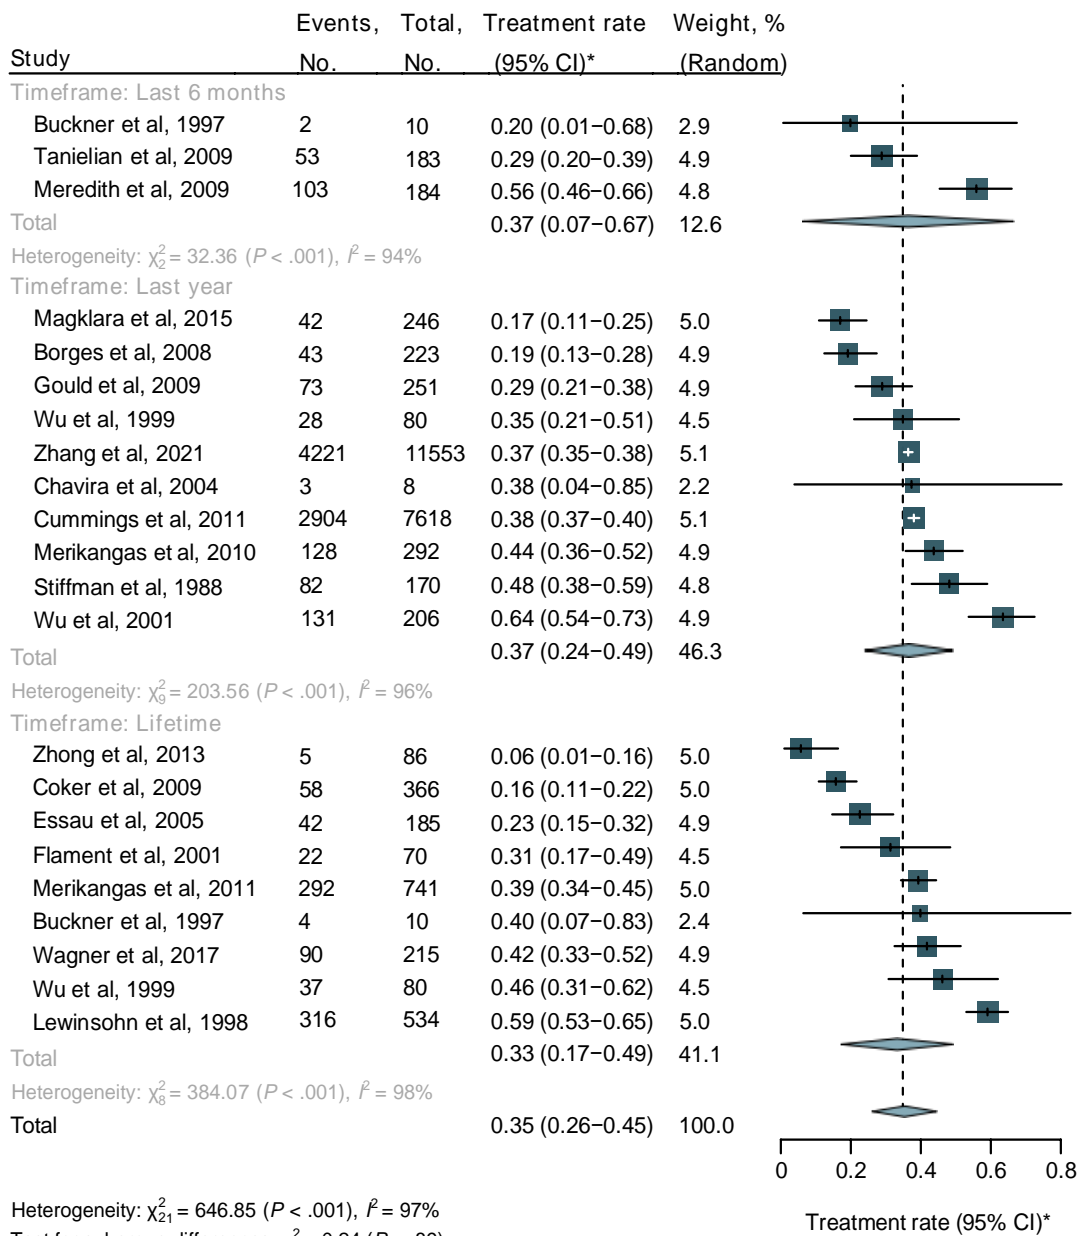 Events, Total, Treatment rate Weight, %
Study No. No. (95% CI)* (Random)
Timeframe: Last 6 months
Buckner et al, 1997 2 10 0.20 (0.01−0.68) 2.9
Tanielian et al, 2009 53 183 0.29 (0.20−0.39) 4.9
Meredith et al, 2009 103 184 0.56 (0.46−0.66) 4.8
Total 0.37 (0.07−0.67) 12.6
Heterogeneity: χ²₂ = 32.36 (P < .001), I² = 94%
Timeframe: Last year
Magklara et al, 2015 42 246 0.17 (0.11−0.25) 5.0
Borges et al, 2008 43 223 0.19 (0.13−0.28) 4.9
Gould et al, 2009 73 251 0.29 (0.21−0.38) 4.9
Wu et al, 1999 28 80 0.35 (0.21−0.51) 4.5
Zhang et al, 2021 4221 11553 0.37 (0.35−0.38) 5.1
Chavira et al, 2004 3 8 0.38 (0.04−0.85) 2.2
Cummings et al, 2011 2904 7618 0.38 (0.37−0.40) 5.1
Merikangas et al, 2010 128 292 0.44 (0.36−0.52) 4.9
Stiffman et al, 1988 82 170 0.48 (0.38−0.59) 4.8
Wu et al, 2001 131 206 0.64 (0.54−0.73) 4.9
Total 0.37 (0.24−0.49) 46.3
Heterogeneity: χ²₉ = 203.56 (P < .001), I² = 96%
Timeframe: Lifetime
Zhong et al, 2013 5 86 0.06 (0.01−0.16) 5.0
Coker et al, 2009 58 366 0.16 (0.11−0.22) 5.0
Essau et al, 2005 42 185 0.23 (0.15−0.32) 4.9
Flament et al, 2001 22 70 0.31 (0.17−0.49) 4.5
Merikangas et al, 2011 292 741 0.39 (0.34−0.45) 5.0
Buckner et al, 1997 4 10 0.40 (0.07−0.83) 2.4
Wagner et al, 2017 90 215 0.42 (0.33−0.52) 4.9
Wu et al, 1999 37 80 0.46 (0.31−0.62) 4.5
Lewinsohn et al, 1998 316 534 0.59 (0.53−0.65) 5.0
Total 0.33 (0.17−0.49) 41.1
Heterogeneity: χ²₈ = 384.07 (P < .001), I² = 98%
Total 0.35 (0.26−0.45) 100.0
0 0.2 0.4 0.6 0.8
Heterogeneity: χ²₂₁ = 646.85 (P < .001), I² = 97%
Treatment rate (95% CI)*